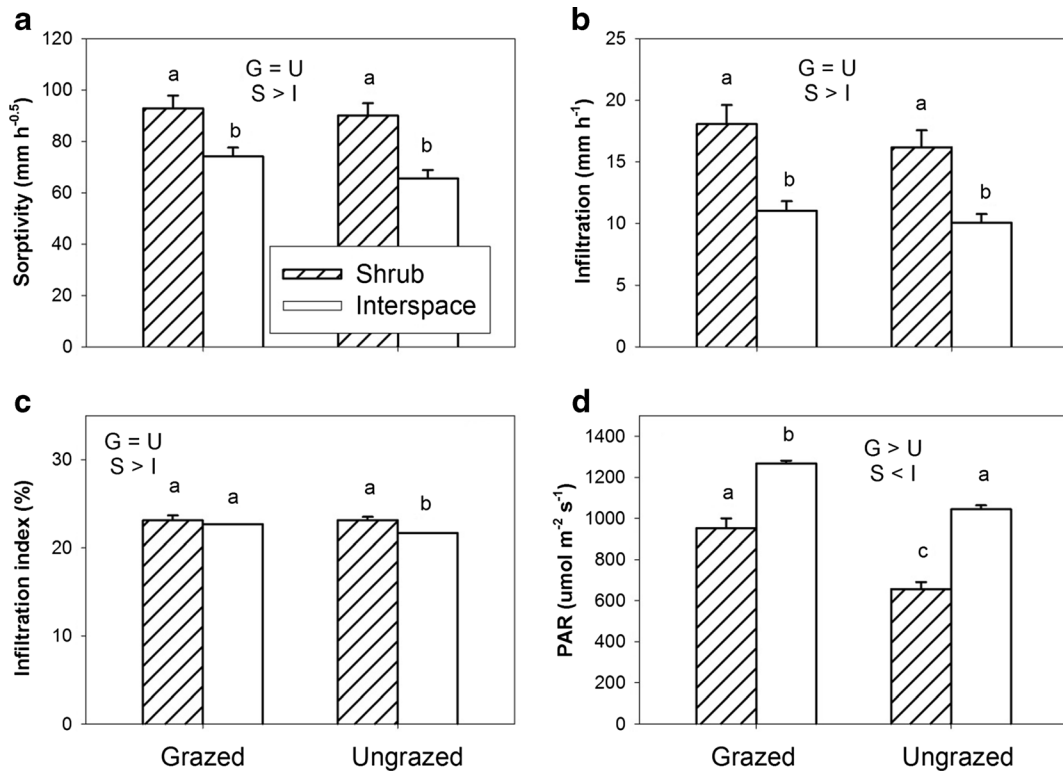 a
Sorptivity (mm h-0.5)
120
100
80
60
40
20
0
G = U
S > I
a
b
a
b
Shrub
Interspace
b
Infiltration (mm h-1)
25
20
15
10
5
0
G = U
S > I
a
b
a
b
c
Infiltration index (%)
30
20
10
0
G = U
S > I
a
a
a
b
Grazed
Ungrazed
d
PAR (umol m-2 s-1)
1400
1200
1000
800
600
400
200
0
G > U
S < I
a
b
c
a
Grazed
Ungrazed